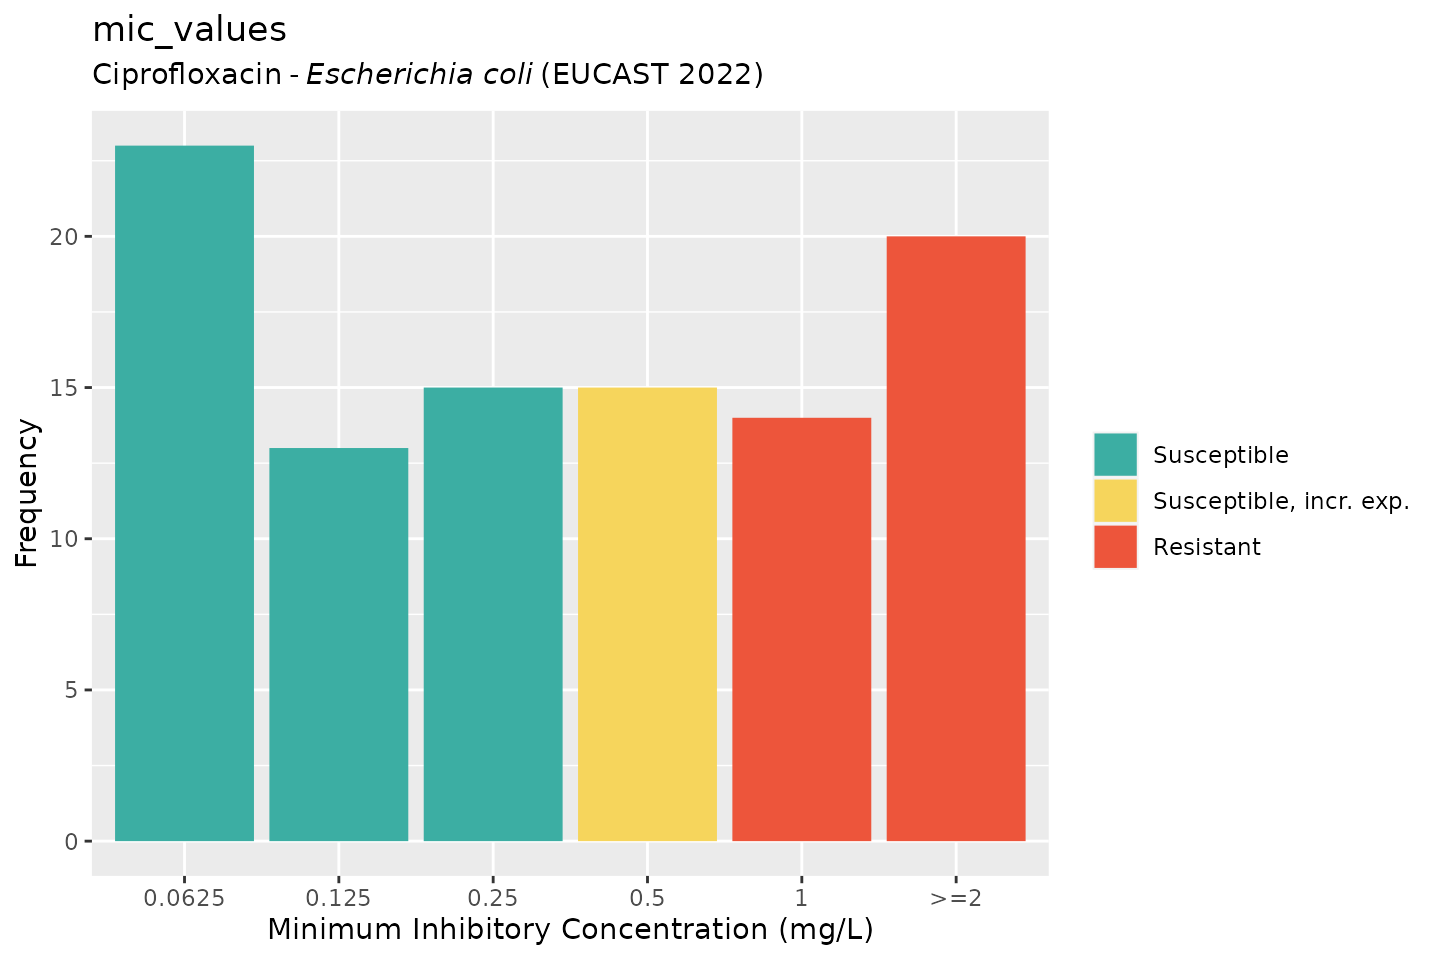 mic_values
Ciprofloxacin - Escherichia coli (EUCAST 2022)
Frequency
20
15
10
5
0
0.0625 0.125 0.25 0.5 1 >=2
Minimum Inhibitory Concentration (mg/L)
Susceptible
Susceptible, incr. exp.
Resistant